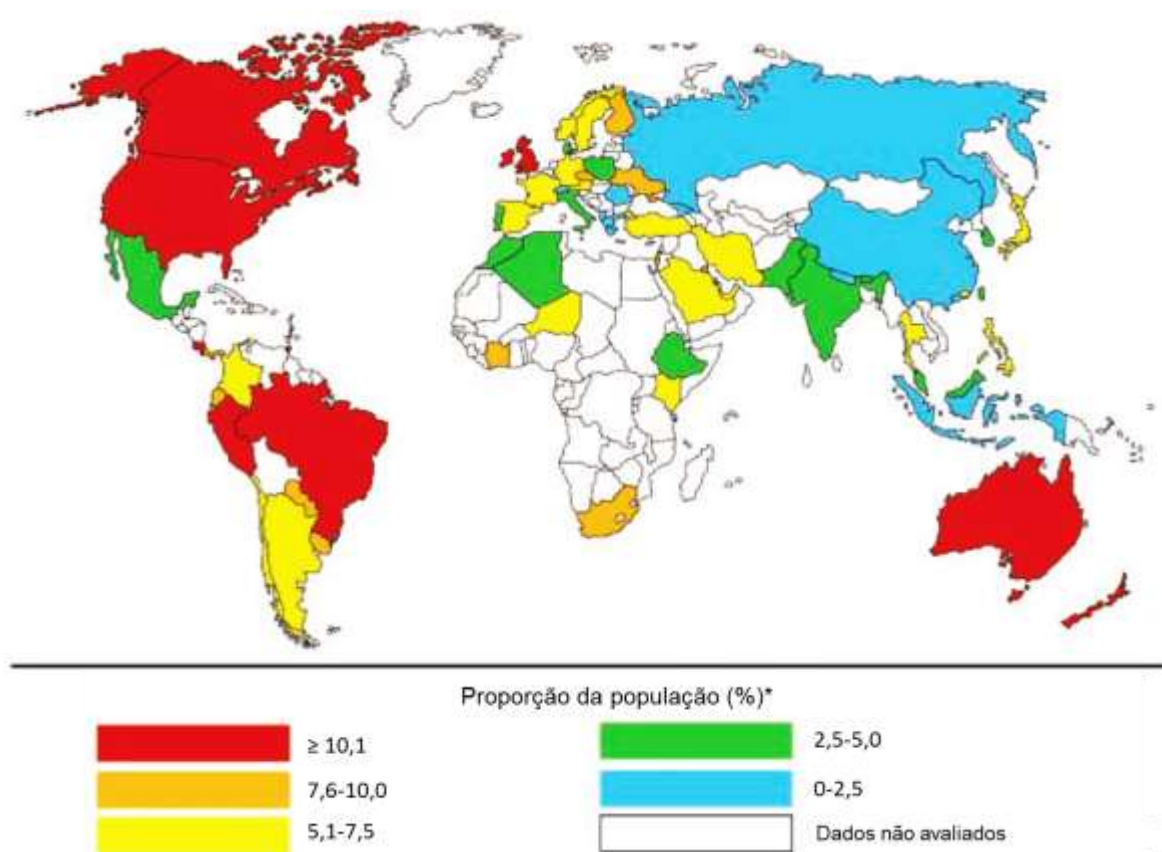 Proporção da população (%)*
≥ 10,1
7,6-10,0
5,1-7,5
2,5-5,0
0-2,5
Dados não avaliados